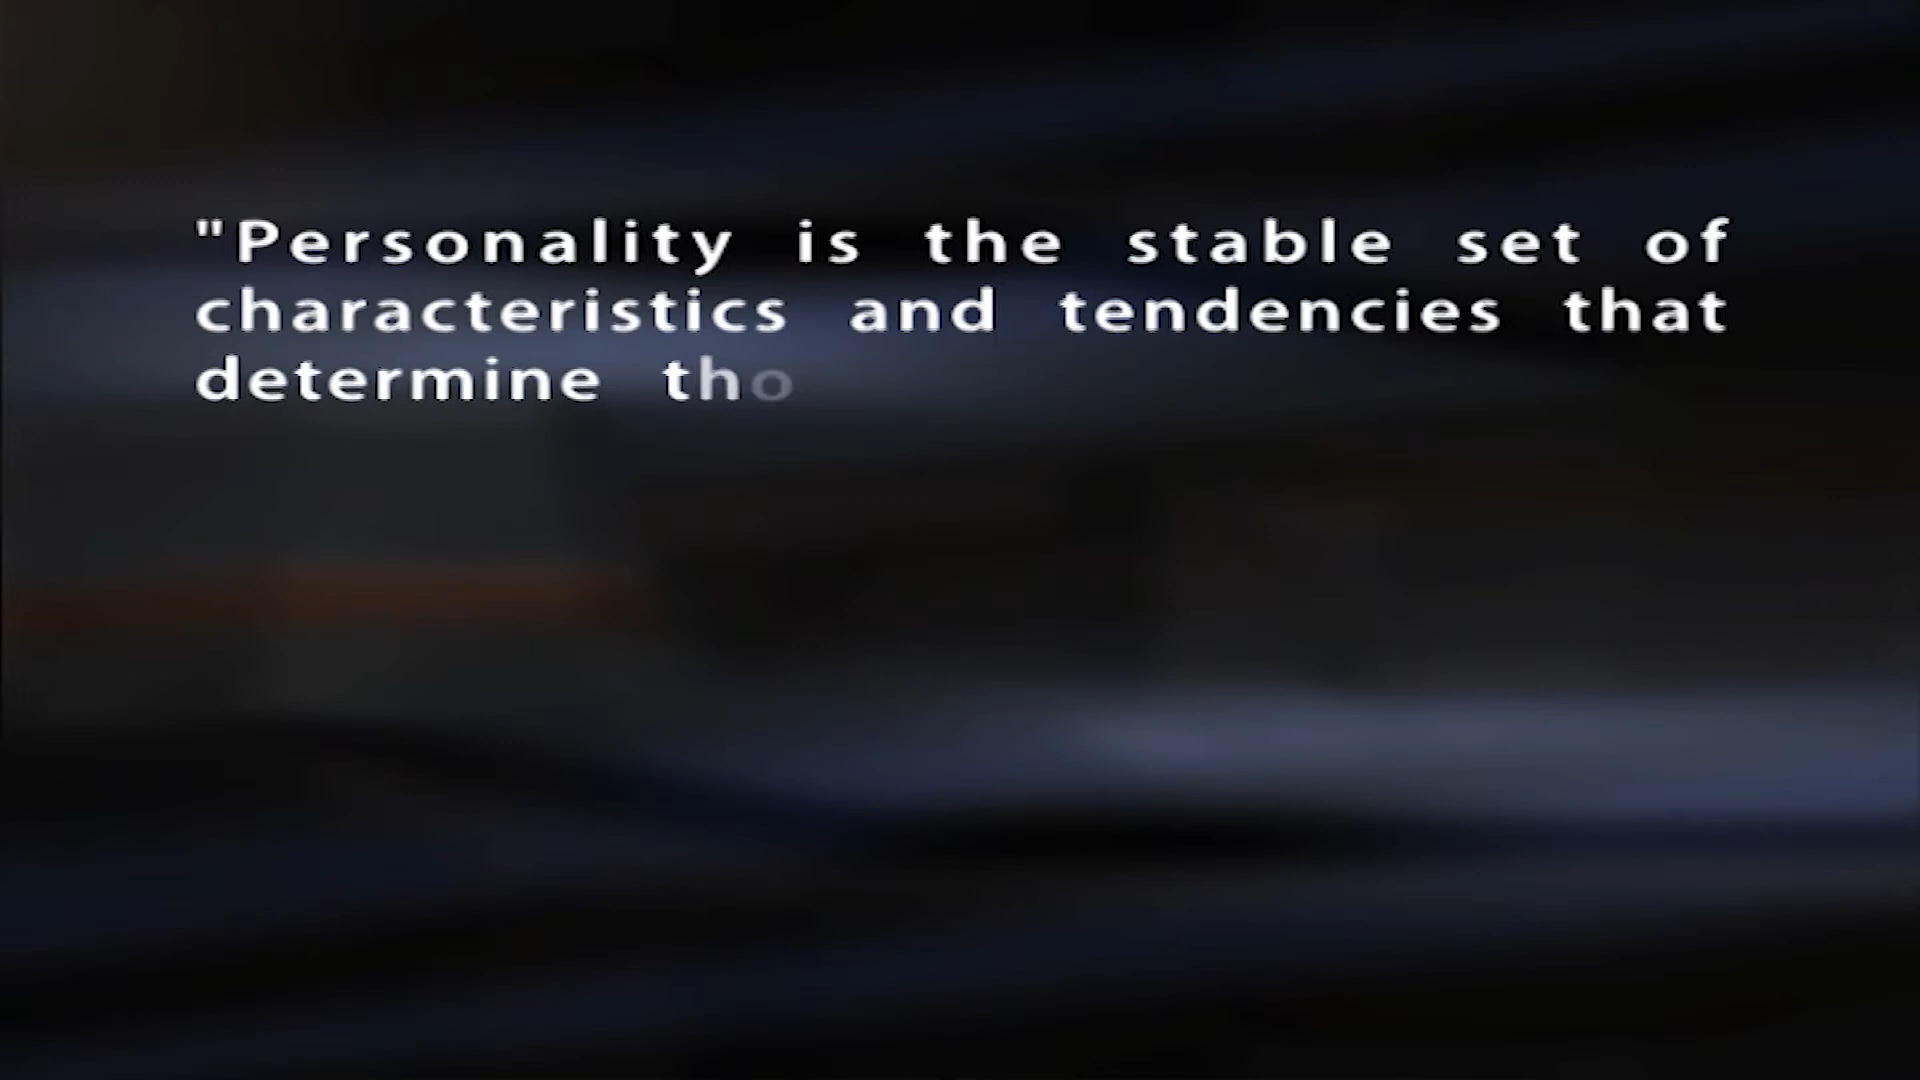 "Personality is the stable set of
characteristics and tendencies that
determine tho